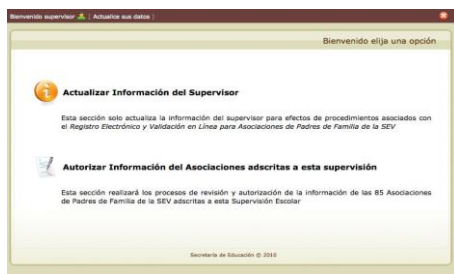 Bienvenido supervisor | Actualice sus datos |
Bienvenido elija una opción
Actualizar Información del Supervisor
Esta sección solo actualiza la información del supervisor para efectos de procedimientos asociados con
el Registro Electrónico y Validación en Línea para Asociaciones de Padres de Familia de la SEV
Autorizar Información del Asociaciones adscritas a esta supervisión
Esta sección realizará los procesos de revisión y autorización de la información de las 85 Asociaciones
de Padres de Familia de la SEV adscritas a esta Supervisión Escolar
Secretaría de Educación © 2010